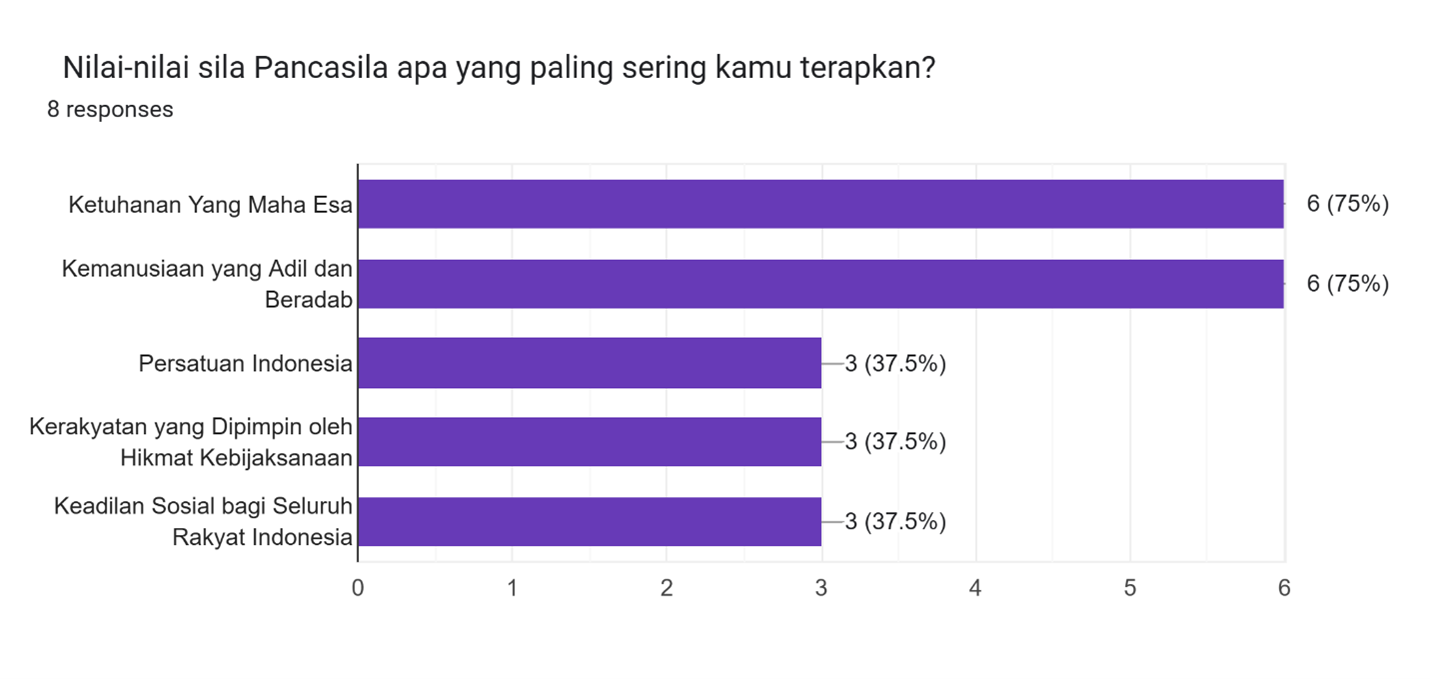 Nilai-nilai sila Pancasila apa yang paling sering kamu terapkan?
8 responses
Ketuhanan Yang Maha Esa
6 (75%)
Kemanusiaan yang Adil dan
Beradab
6 (75%)
Persatuan Indonesia
3 (37.5%)
Kerakyatan yang Dipimpin oleh
Hikmat Kebijaksanaan
3 (37.5%)
Keadilan Sosial bagi Seluruh
Rakyat Indonesia
3 (37.5%)
0 1 2 3 4 5 6